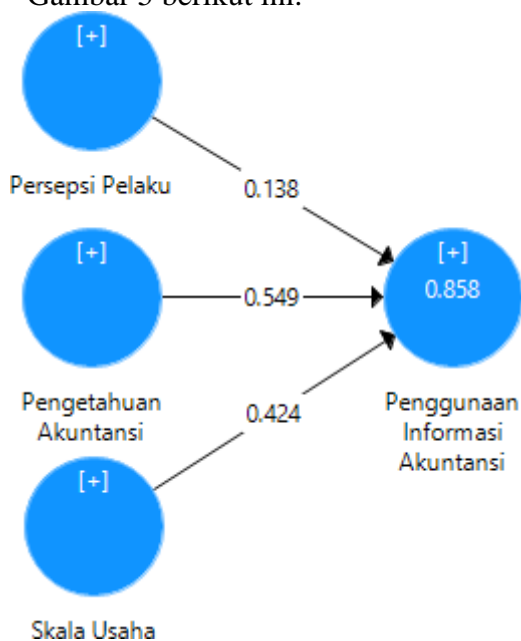 Gambar 3 berikut ini.
[+]
Persepsi Pelaku
0.138
[+]
0.549
[+]
0.858
Pengetahuan
Akuntansi
0.424
Penggunaan
Informasi
Akuntansi
[+]
Skala Usaha